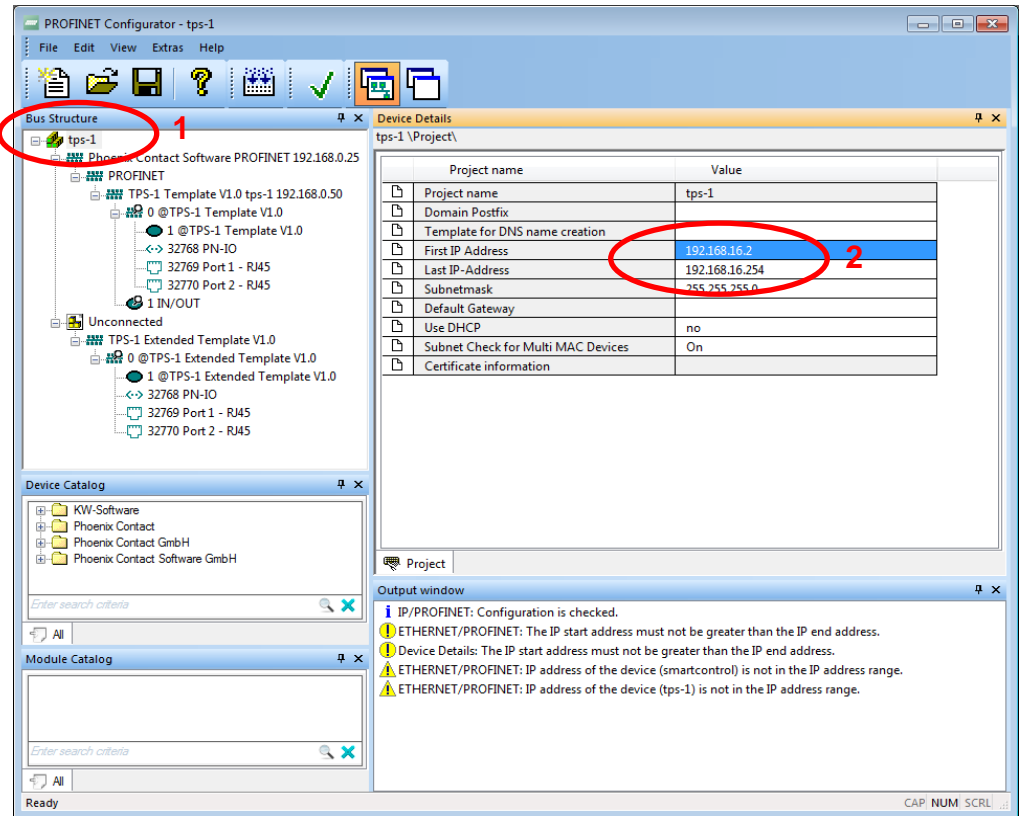 PROFINET Configurator - tps-1
File Edit View Extras Help
Bus Structure
1
tps-1
Phoenix Contact Software PROFINET 192.168.0.25
PROFINET
TPS-1 Template V1.0 tps-1 192.168.0.50
0 @TPS-1 Template V1.0
1 @TPS-1 Template V1.0
32768 PN-IO
32769 Port 1 - RJ45
32770 Port 2 - RJ45
1 IN/OUT
Unconnected
TPS-1 Extended Template V1.0
0 @TPS-1 Extended Template V1.0
1 @TPS-1 Extended Template V1.0
32768 PN-IO
32769 Port 1 - RJ45
32770 Port 2 - RJ45
Device Catalog
KW-Software
Phoenix Contact
Phoenix Contact GmbH
Phoenix Contact Software GmbH
Enter search criteria
All
Module Catalog
Enter search criteria
All
Device Details
tps-1 \Project\
Project name Value
Project name tps-1
Domain Postfix
Template for DNS name creation
First IP Address 192.168.16.2
2
Last IP-Address 192.168.16.254
Subnetmask 255.255.255.0
Default Gateway
Use DHCP no
Subnet Check for Multi MAC Devices On
Certificate information
Project
Output window
IP/PROFINET: Configuration is checked.
ETHERNET/PROFINET: The IP start address must not be greater than the IP end address.
Device Details: The IP start address must not be greater than the IP end address.
ETHERNET/PROFINET: IP address of the device (smartcontrol) is not in the IP address range.
ETHERNET/PROFINET: IP address of the device (tps-1) is not in the IP address range.
Ready CAP NUM SCRL